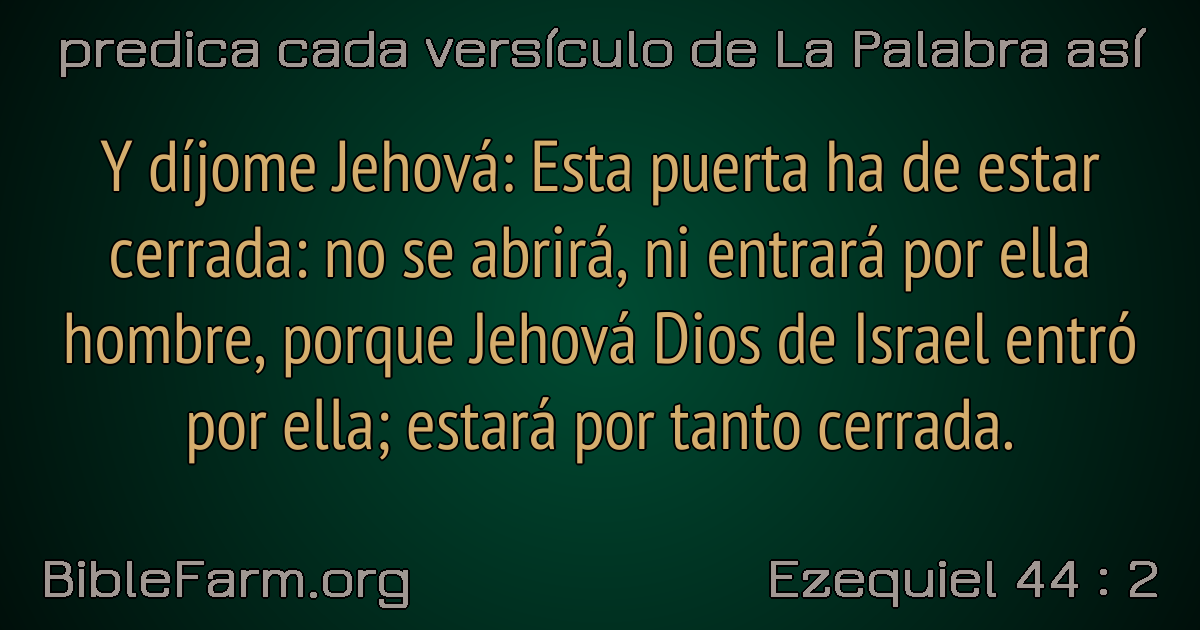 predica cada versículo de La Palabra así
Y díjome Jehová: Esta puerta ha de estar
cerrada: no se abrirá, ni entrará por ella
hombre, porque Jehová Dios de Israel entró
por ella; estará por tanto cerrada.
BibleFarm.org
Ezequiel 44 : 2